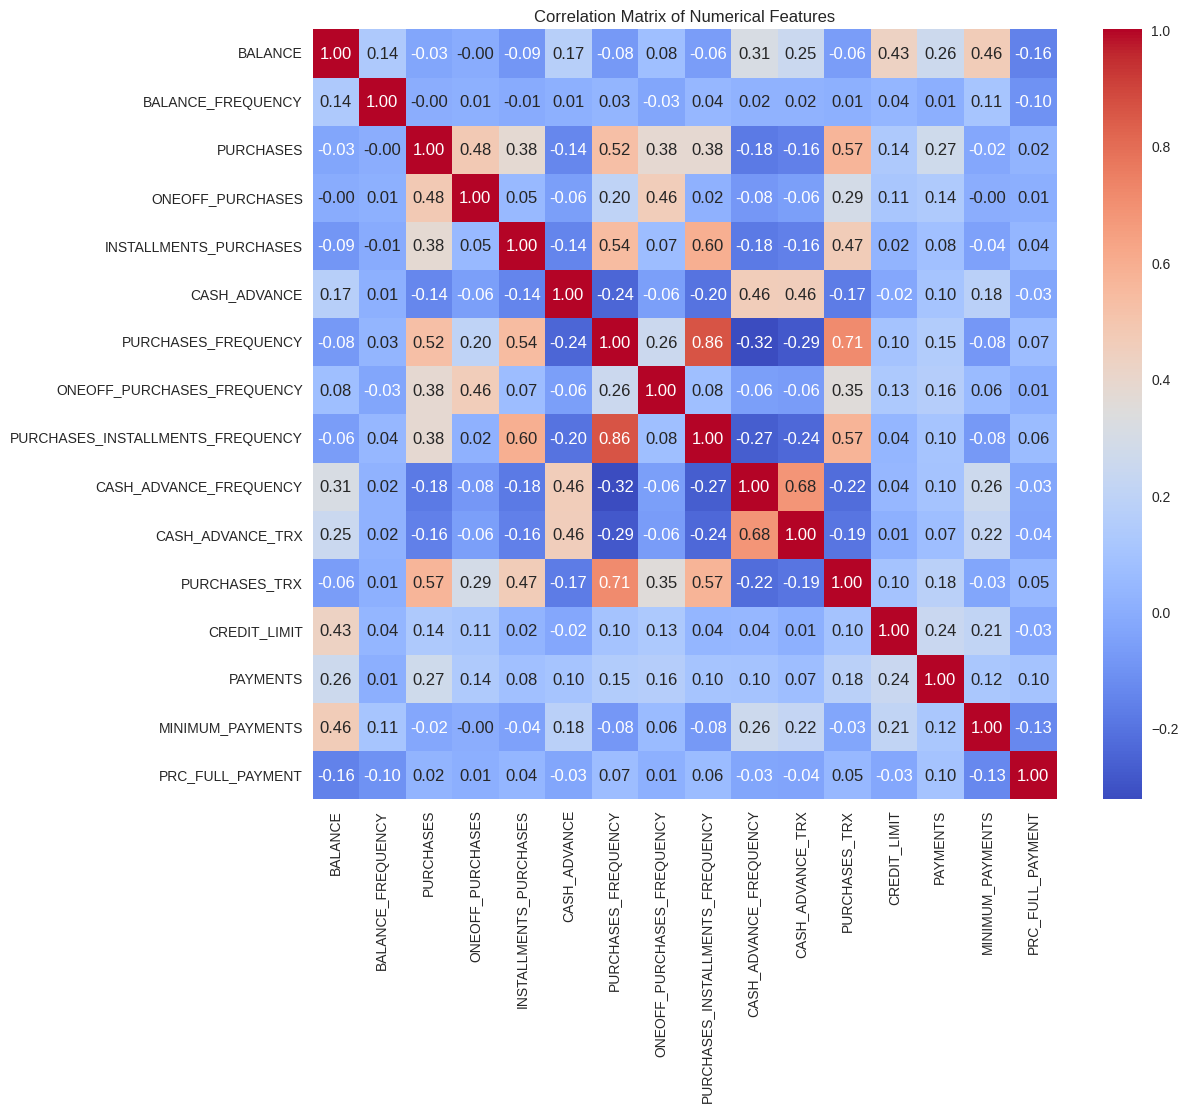 Correlation Matrix of Numerical Features
BALANCE 1.00 0.14 -0.03 -0.00 -0.09 0.17 -0.08 0.08 -0.06 0.31 0.25 -0.06 0.43 0.26 0.46 -0.16
BALANCE_FREQUENCY 0.14 1.00 -0.00 0.01 -0.01 0.01 0.03 -0.03 0.04 0.02 0.02 0.01 0.04 0.01 0.11 -0.10
PURCHASES -0.03 -0.00 1.00 0.48 0.38 -0.14 0.52 0.38 0.38 -0.18 -0.16 0.57 0.14 0.27 -0.02 0.02
ONEOFF_PURCHASES -0.00 0.01 0.48 1.00 0.05 -0.06 0.20 0.46 0.02 -0.08 -0.06 0.29 0.11 0.14 -0.00 0.01
INSTALLMENTS_PURCHASES -0.09 -0.01 0.38 0.05 1.00 -0.14 0.54 0.07 0.60 -0.18 -0.16 0.47 0.02 0.08 -0.04 0.04
CASH_ADVANCE 0.17 0.01 -0.14 -0.06 -0.14 1.00 -0.24 -0.06 -0.20 0.46 0.46 -0.17 -0.02 0.10 0.18 -0.03
PURCHASES_FREQUENCY -0.08 0.03 0.52 0.20 0.54 -0.24 1.00 0.26 0.86 -0.32 -0.29 0.71 0.10 0.15 -0.08 0.07
ONEOFF_PURCHASES_FREQUENCY 0.08 -0.03 0.38 0.46 0.07 -0.06 0.26 1.00 0.08 -0.06 -0.06 0.35 0.13 0.16 0.06 0.01
PURCHASES_INSTALLMENTS_FREQUENCY -0.06 0.04 0.38 0.02 0.60 -0.20 0.86 0.08 1.00 -0.27 -0.24 0.57 0.04 0.10 -0.08 0.06
CASH_ADVANCE_FREQUENCY 0.31 0.02 -0.18 -0.08 -0.18 0.46 -0.32 -0.06 -0.27 1.00 0.68 -0.22 0.04 0.10 0.26 -0.03
CASH_ADVANCE_TRX 0.25 0.02 -0.16 -0.06 -0.16 0.46 -0.29 -0.06 -0.24 0.68 1.00 -0.19 0.01 0.07 0.22 -0.04
PURCHASES_TRX -0.06 0.01 0.57 0.29 0.47 -0.17 0.71 0.35 0.57 -0.22 -0.19 1.00 0.10 0.18 -0.03 0.05
CREDIT_LIMIT 0.43 0.04 0.14 0.11 0.02 -0.02 0.10 0.13 0.04 0.04 0.01 0.10 1.00 0.24 0.21 -0.03
PAYMENTS 0.26 0.01 0.27 0.14 0.08 0.10 0.15 0.16 0.10 0.10 0.07 0.18 0.24 1.00 0.12 0.10
MINIMUM_PAYMENTS 0.46 0.11 -0.02 -0.00 -0.04 0.18 -0.08 0.06 -0.08 0.26 0.22 -0.03 0.21 0.12 1.00 -0.13
PRC_FULL_PAYMENT -0.16 -0.10 0.02 0.01 0.04 -0.03 0.07 0.01 0.06 -0.03 -0.04 0.05 -0.03 0.10 -0.13 1.00
BALANCE
BALANCE_FREQUENCY
PURCHASES
ONEOFF_PURCHASES
INSTALLMENTS_PURCHASES
CASH_ADVANCE
PURCHASES_FREQUENCY
ONEOFF_PURCHASES_FREQUENCY
PURCHASES_INSTALLMENTS_FREQUENCY
CASH_ADVANCE_FREQUENCY
CASH_ADVANCE_TRX
PURCHASES_TRX
CREDIT_LIMIT
PAYMENTS
MINIMUM_PAYMENTS
PRC_FULL_PAYMENT
1.0
0.8
0.6
0.4
0.2
0.0
−0.2